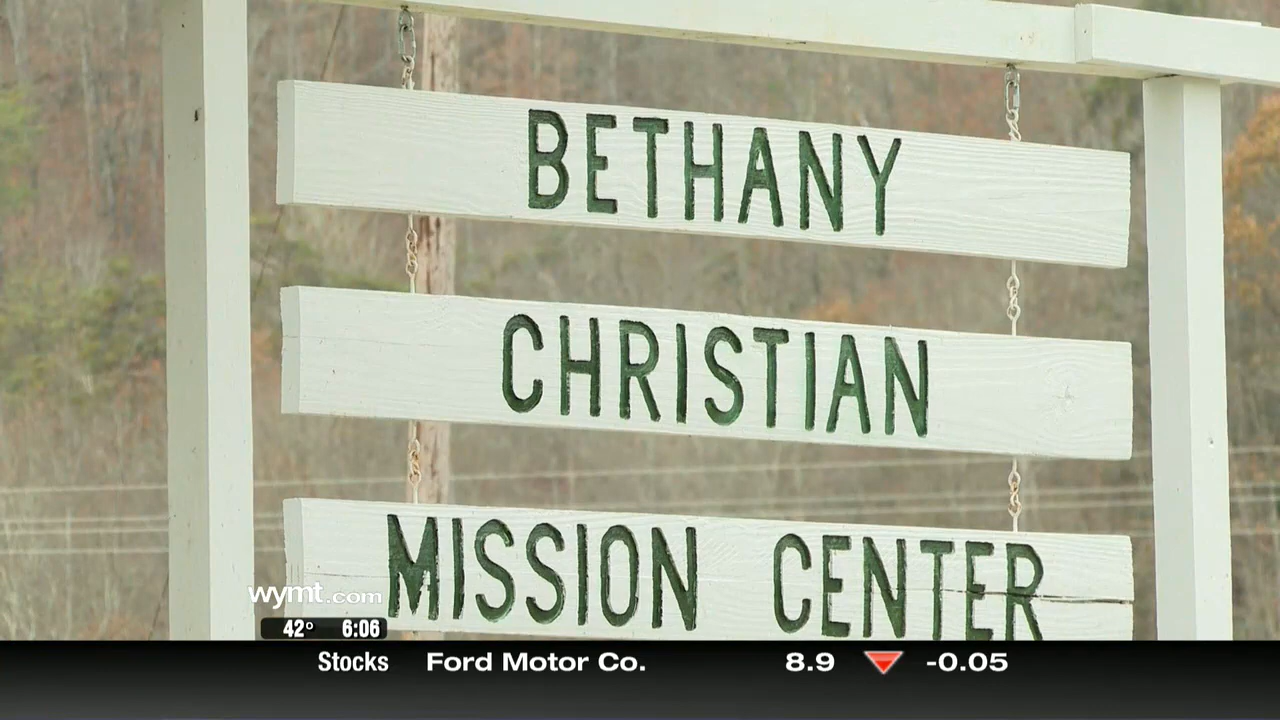 BETHANY
CHRISTIAN
MISSION CENTER
wymt.com
42° 6:06
Stocks Ford Motor Co. 8.9 -0.05